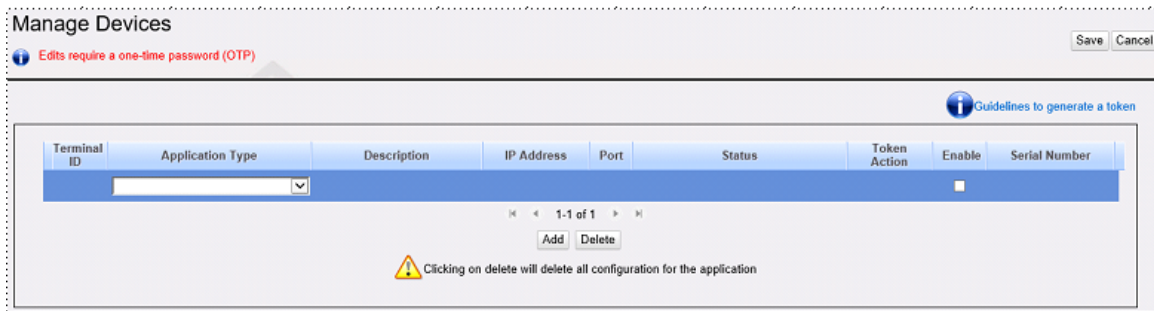 Manage Devices
Save Cancel
Edits require a one-time password (OTP)
Guidelines to generate a token
Terminal ID Application Type Description IP Address Port Status Token Action Enable Serial Number
1-1 of 1
Add Delete
Clicking on delete will delete all configuration for the application